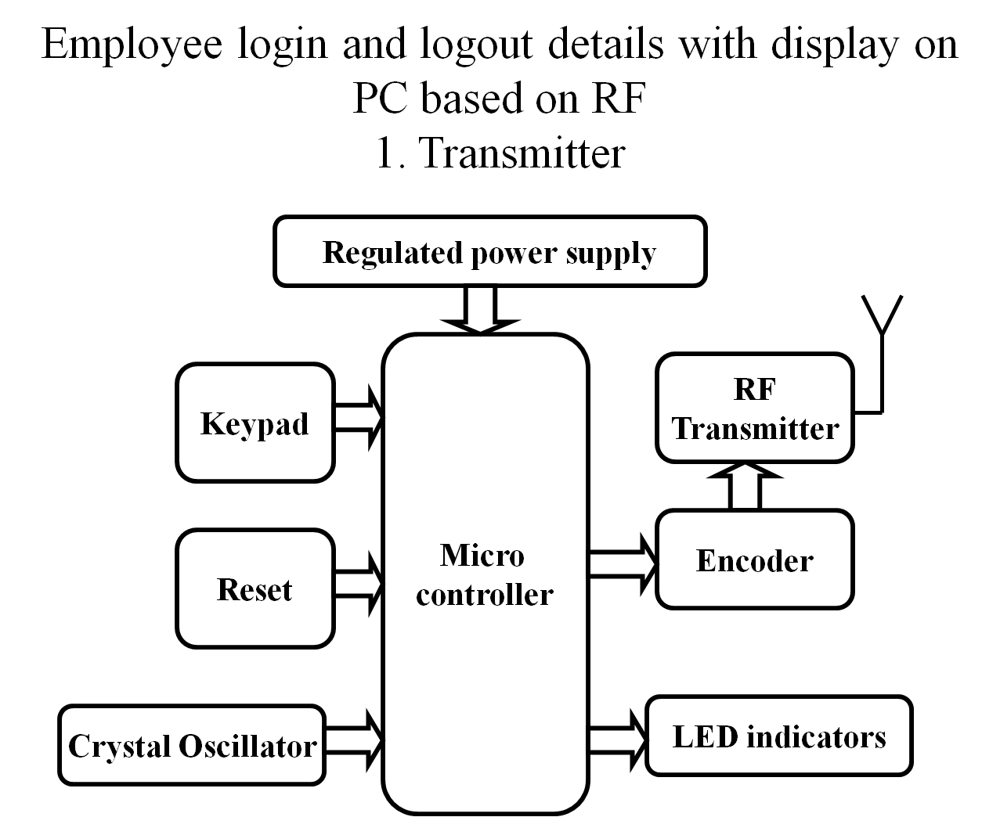 Employee login and logout details with display on
PC based on RF
1. Transmitter
Regulated power supply
Keypad
RF
Transmitter
Reset
Micro
controller
Encoder
Crystal Oscillator
LED indicators